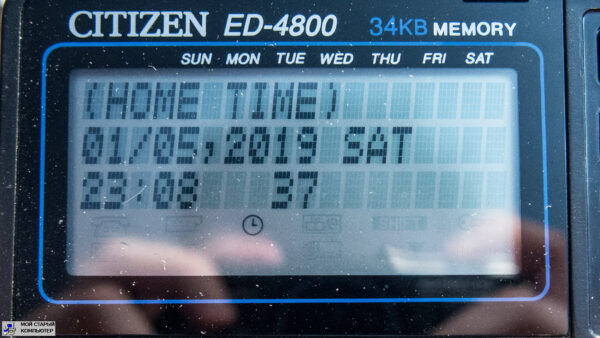 CITIZEN ED-4800 34KB MEMORY
SUN MON TUE WED THU FRI SAT
(HOME TIME)
01/05,2019 SAT
23:08 37
МОЙ СТАРЫЙ
КОМПЬЮТЕР